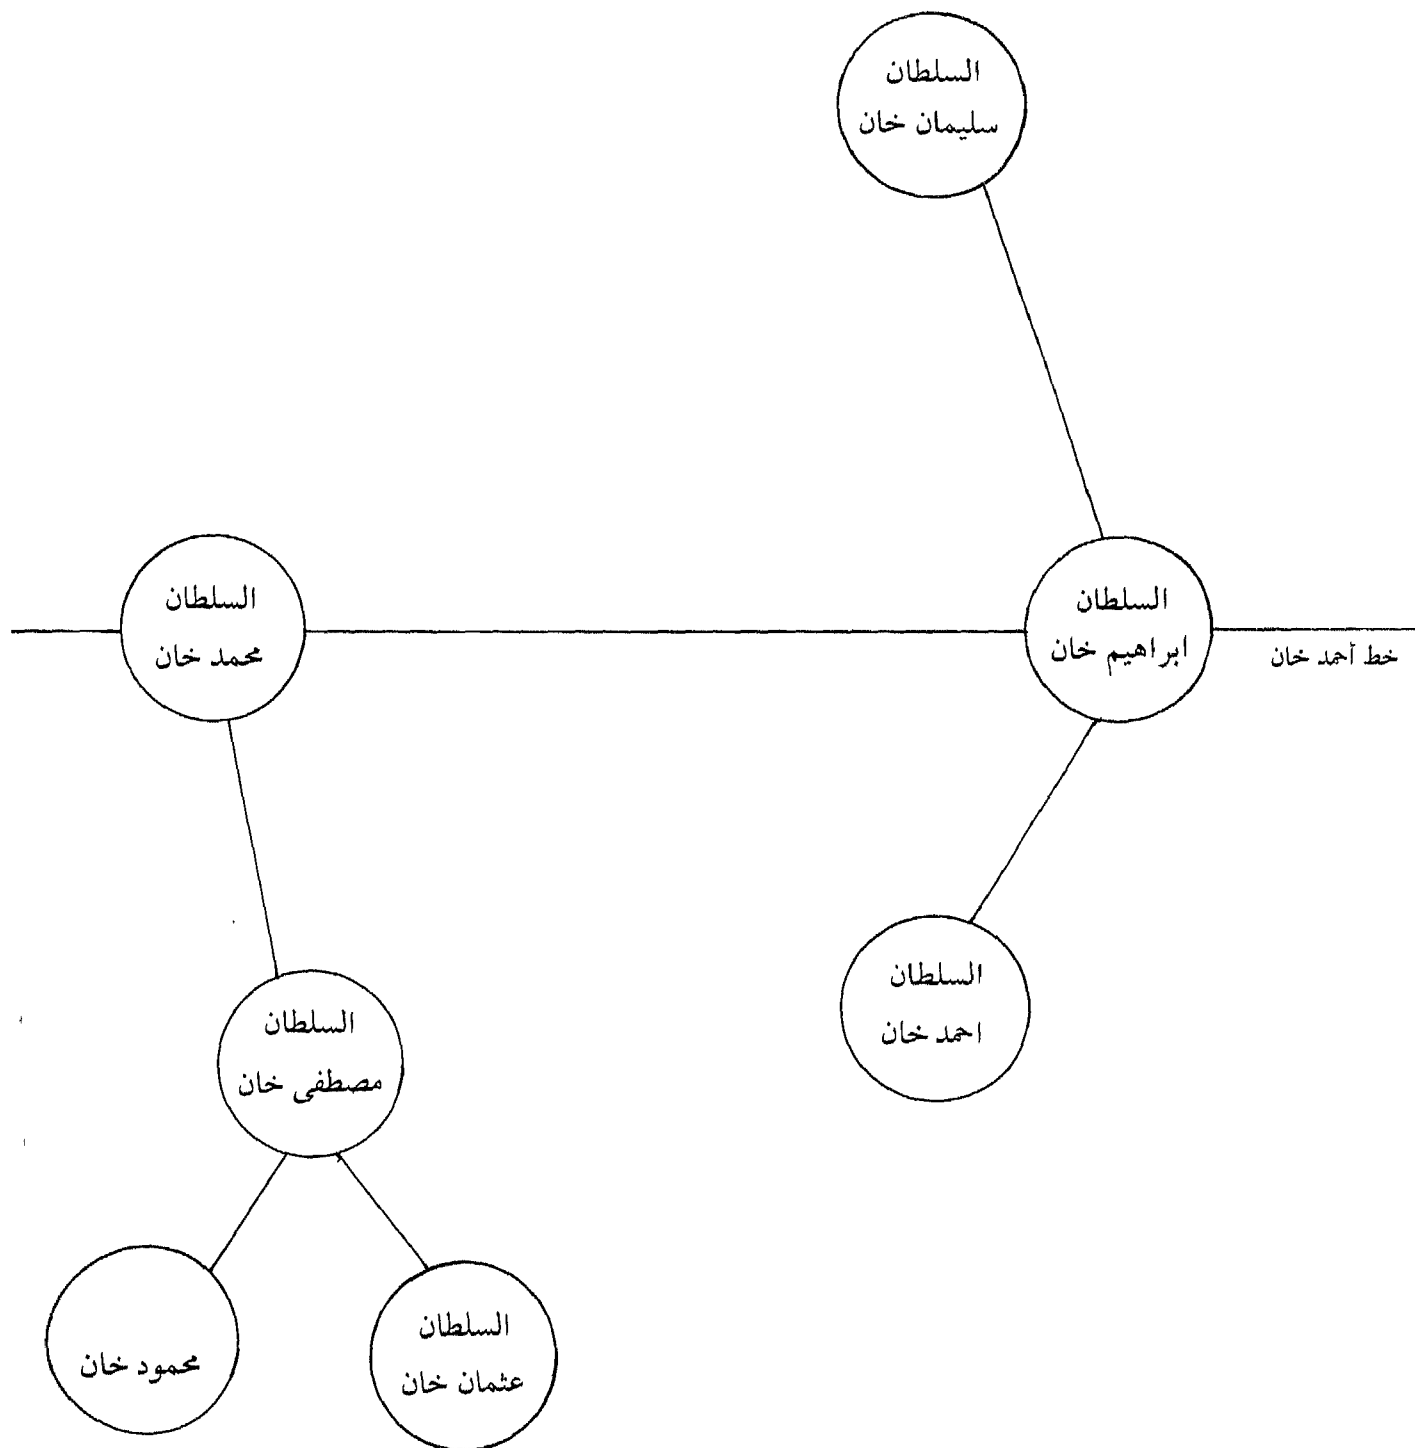 السلطان
سليمان خان
السلطان
ابراهيم خان
خط أحمد خان
السلطان
محمد خان
السلطان
احمد خان
السلطان
مصطفى خان
السلطان
عثمان خان
محمود خان